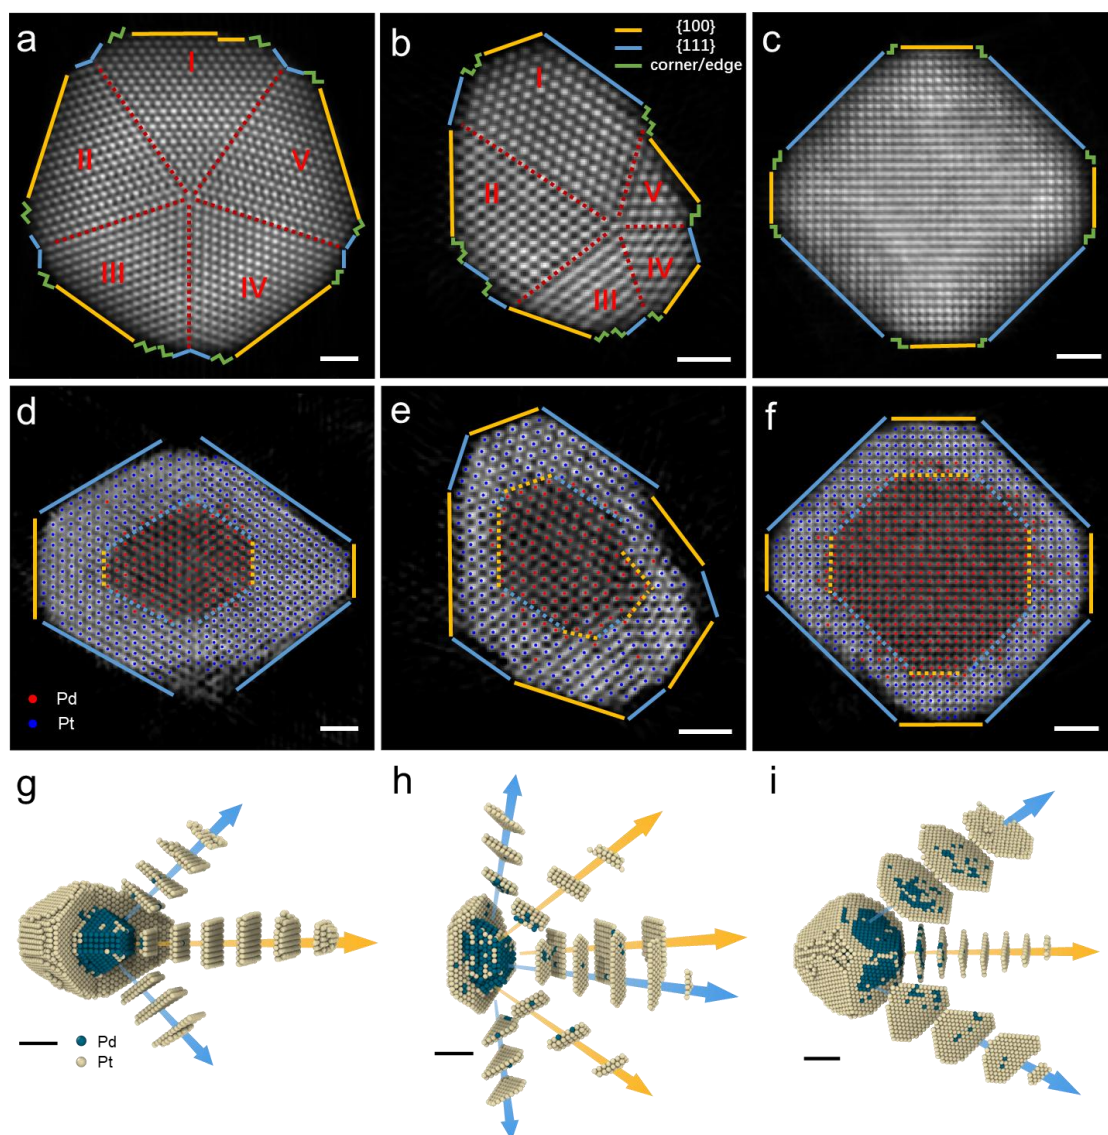 a
I
II
V
III
IV
b
{100}
{111}
corner/edge
I
II
V
IV
III
c
d
Pd
Pt
e
f
g
Pd
Pt
h
i